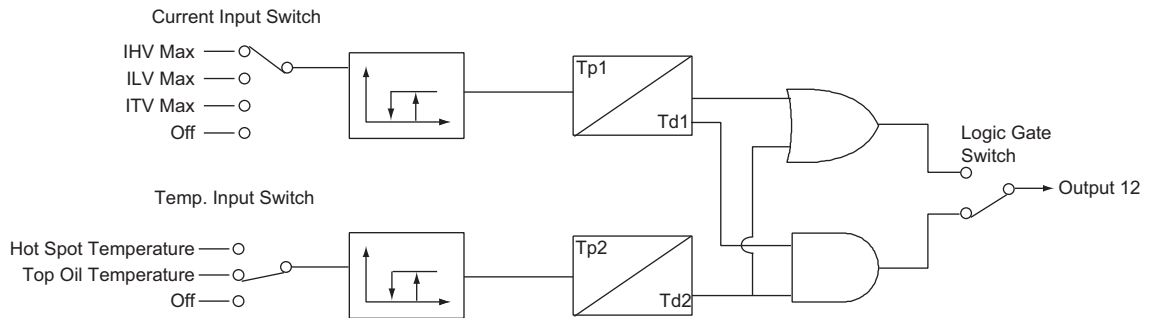 Current Input Switch
IHV Max
ILV Max
ITV Max
Off
Tp1
Td1
Logic Gate
Switch
Output 12
Temp. Input Switch
Hot Spot Temperature
Top Oil Temperature
Off
Tp2
Td2